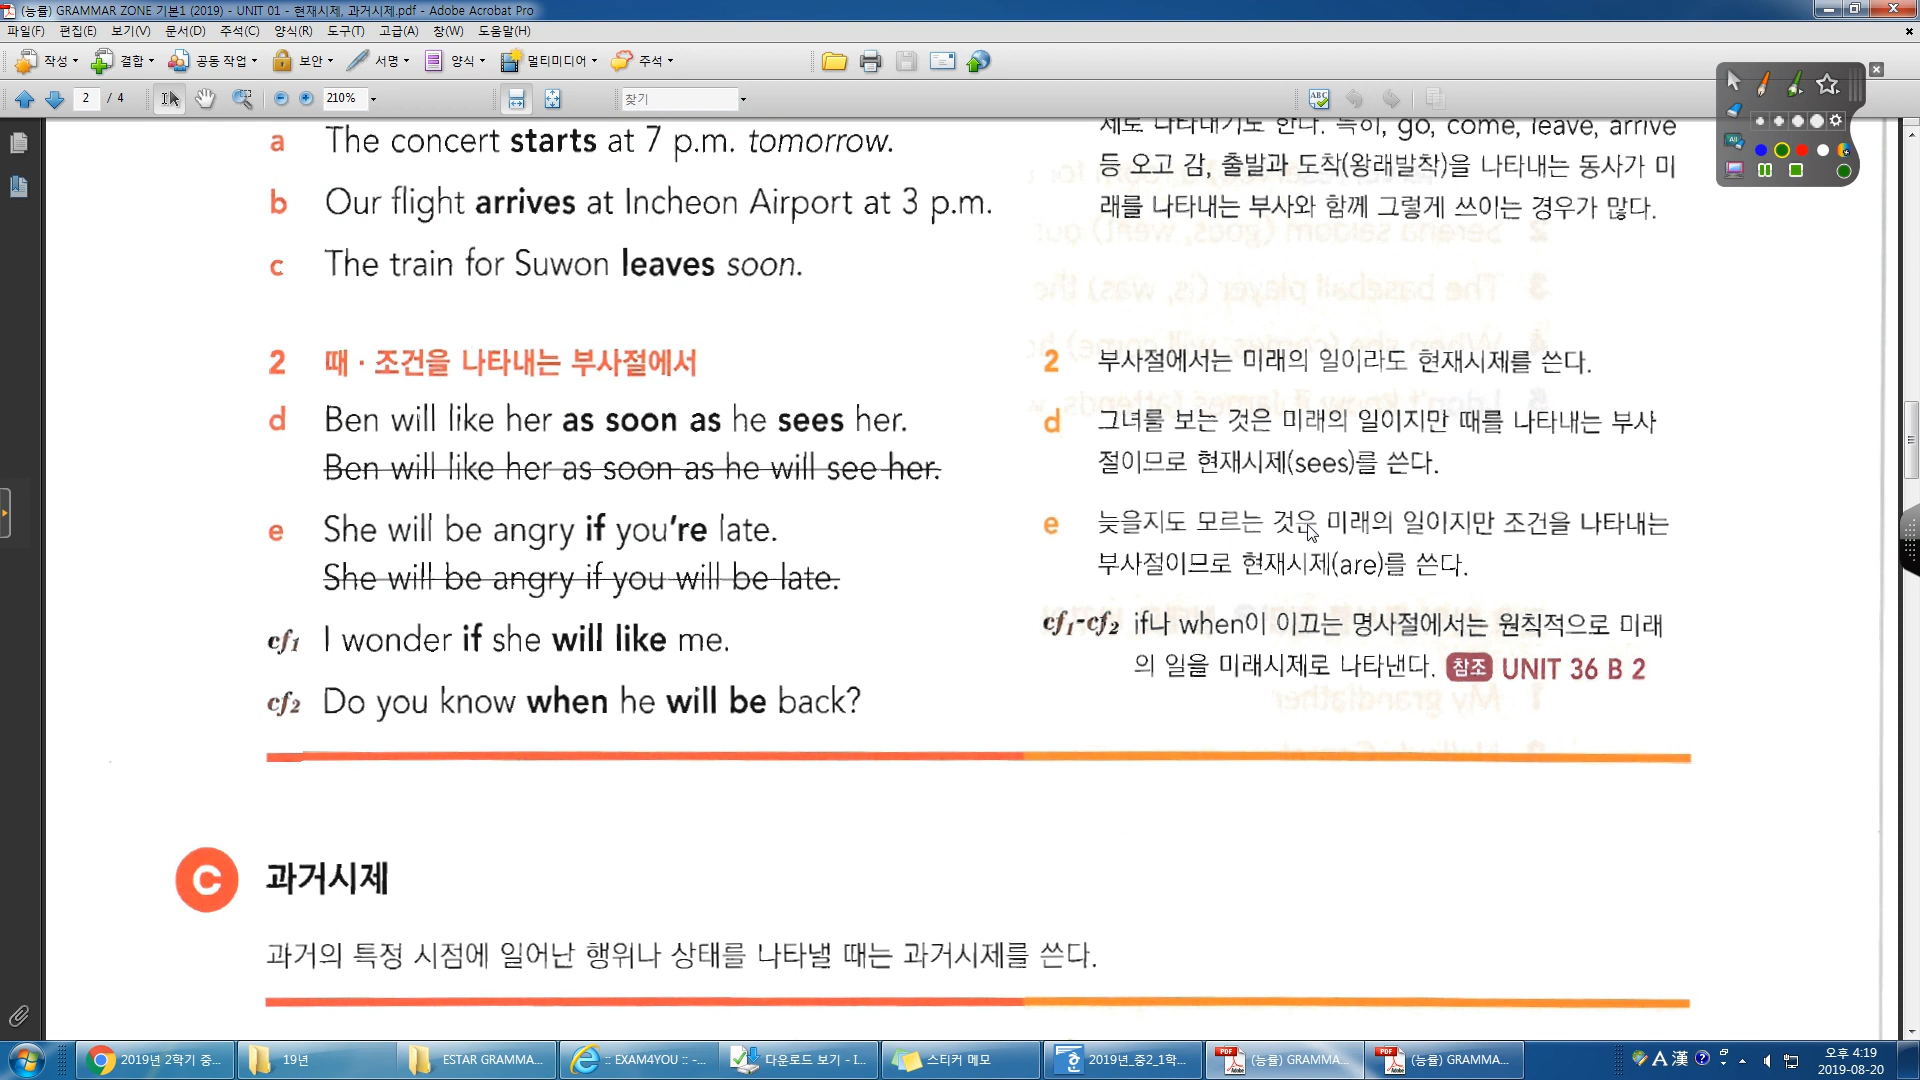 (능률) GRAMMAR ZONE 기본1 (2019) - UNIT 01 - 현재시제, 과거시제.pdf - Adobe Acrobat Pro
파일(F) 편집(E) 보기(V) 문서(D) 주석(C) 양식(R) 도구(T) 고급(A) 창(W) 도움말(H)
작성 결합 공동 작업 보안 서명 양식 멀티미디어 주석
2 / 4 210% 찾기
a The concert starts at 7 p.m. tomorrow.
b Our flight arrives at Incheon Airport at 3 p.m.
c The train for Suwon leaves soon.
제도 나타내기도 한다. 특히, go, come, leave, arrive
등 오고 감, 출발과 도착(왕래발착)을 나타내는 동사가 미
래를 나타내는 부사와 함께 그렇게 쓰이는 경우가 많다.
2 때 · 조건을 나타내는 부사절에서
d Ben will like her as soon as he sees her.
Ben will like her as soon as he will see her.
e She will be angry if you're late.
She will be angry if you will be late.
cf1 I wonder if she will like me.
cf2 Do you know when he will be back?
2 부사절에서는 미래의 일이라도 현재시제를 쓴다.
d 그녀를 보는 것은 미래의 일이지만 때를 나타내는 부사
절이므로 현재시제(sees)를 쓴다.
e 늦을지도 모르는 것은 미래의 일이지만 조건을 나타내는
부사절이므로 현재시제(are)를 쓴다.
cf1-cf2 if나 when이 이끄는 명사절에서는 원칙적으로 미래
의 일을 미래시제로 나타낸다. 참조 UNIT 36 B 2
C 과거시제
과거의 특정 시점에 일어난 행위나 상태를 나타낼 때는 과거시제를 쓴다.
2019년 2학기 중... 19년 ESTAR GRAMMA... :: EXAM4YOU :: -... 다운로드 보기 - I... 스티커 메모 2019년_중2_1학... (능률) GRAMMA... (능률) GRAMMA...
A 漢
오후 4:19
2019-08-20